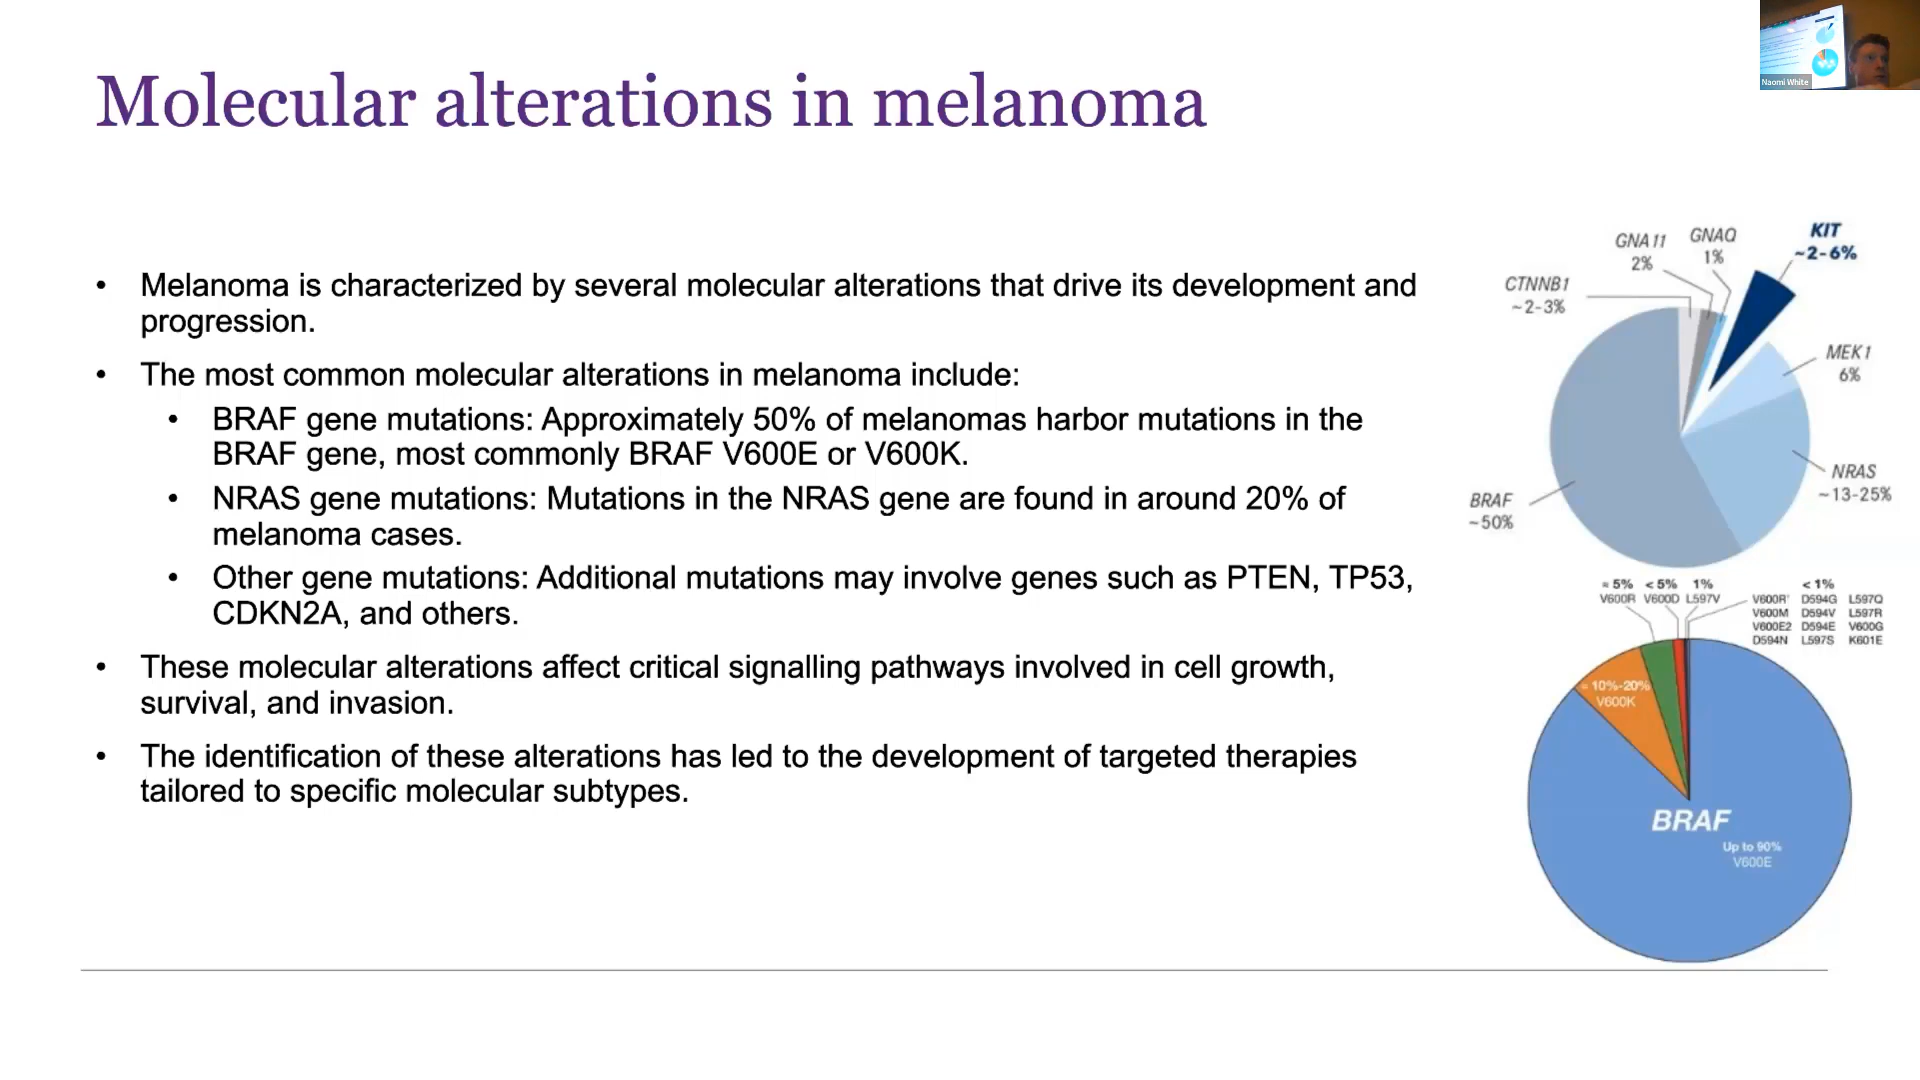 Naomi White
Molecular alterations in melanoma
• Melanoma is characterized by several molecular alterations that drive its development and
progression.
• The most common molecular alterations in melanoma include:
• BRAF gene mutations: Approximately 50% of melanomas harbor mutations in the
BRAF gene, most commonly BRAF V600E or V600K.
• NRAS gene mutations: Mutations in the NRAS gene are found in around 20% of
melanoma cases.
• Other gene mutations: Additional mutations may involve genes such as PTEN, TP53,
CDKN2A, and others.
• These molecular alterations affect critical signalling pathways involved in cell growth,
survival, and invasion.
• The identification of these alterations has led to the development of targeted therapies
tailored to specific molecular subtypes.
CTNNB1
~2-3%
GNA11
2%
GNAQ
1%
KIT
~2-6%
MEK1
6%
NRAS
~13-25%
BRAF
~50%
≈ 5% < 5% 1%
V600R V600D L597V
< 1%
V600R' D594G L597Q
V600M D594V L597R
V600E2 D594E V600G
D594N L597S K601E
≈ 10%-20%
V600K
BRAF
Up to 90%
V600E